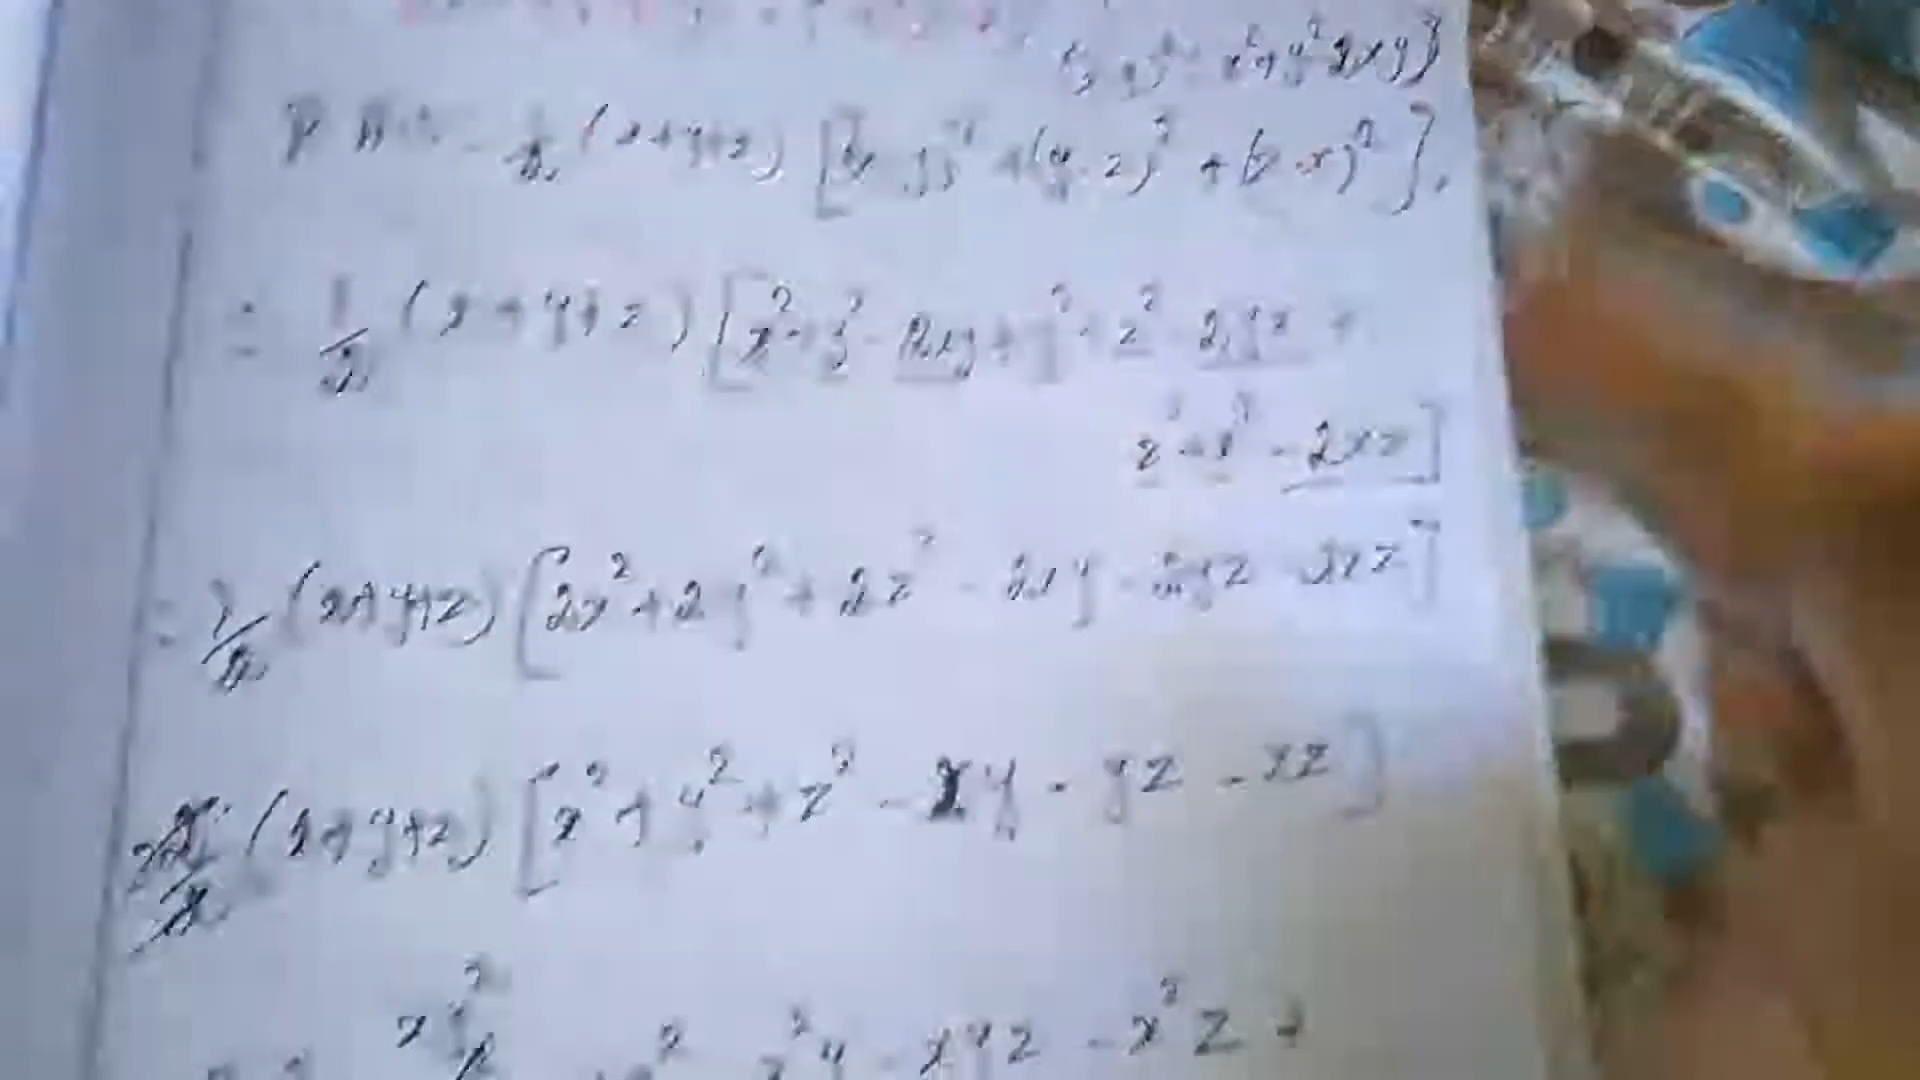 (x-y)² = x²+y²-2xy}
R.H.S = 1/2 (x+y+z) [(x-y)² + (y-z)² + (z-x)²].
= 1/2 (x+y+z) [x²+y²-2xy+y²+z²-2yz+
z²+x²-2xz]
= 1/2 (x+y+z) [2x²+2y²+2z²-2xy-2yz-2xz]
(x+y+z) [x²+y²+z²-xy-yz-xz]
x²y - xyz - x²z +